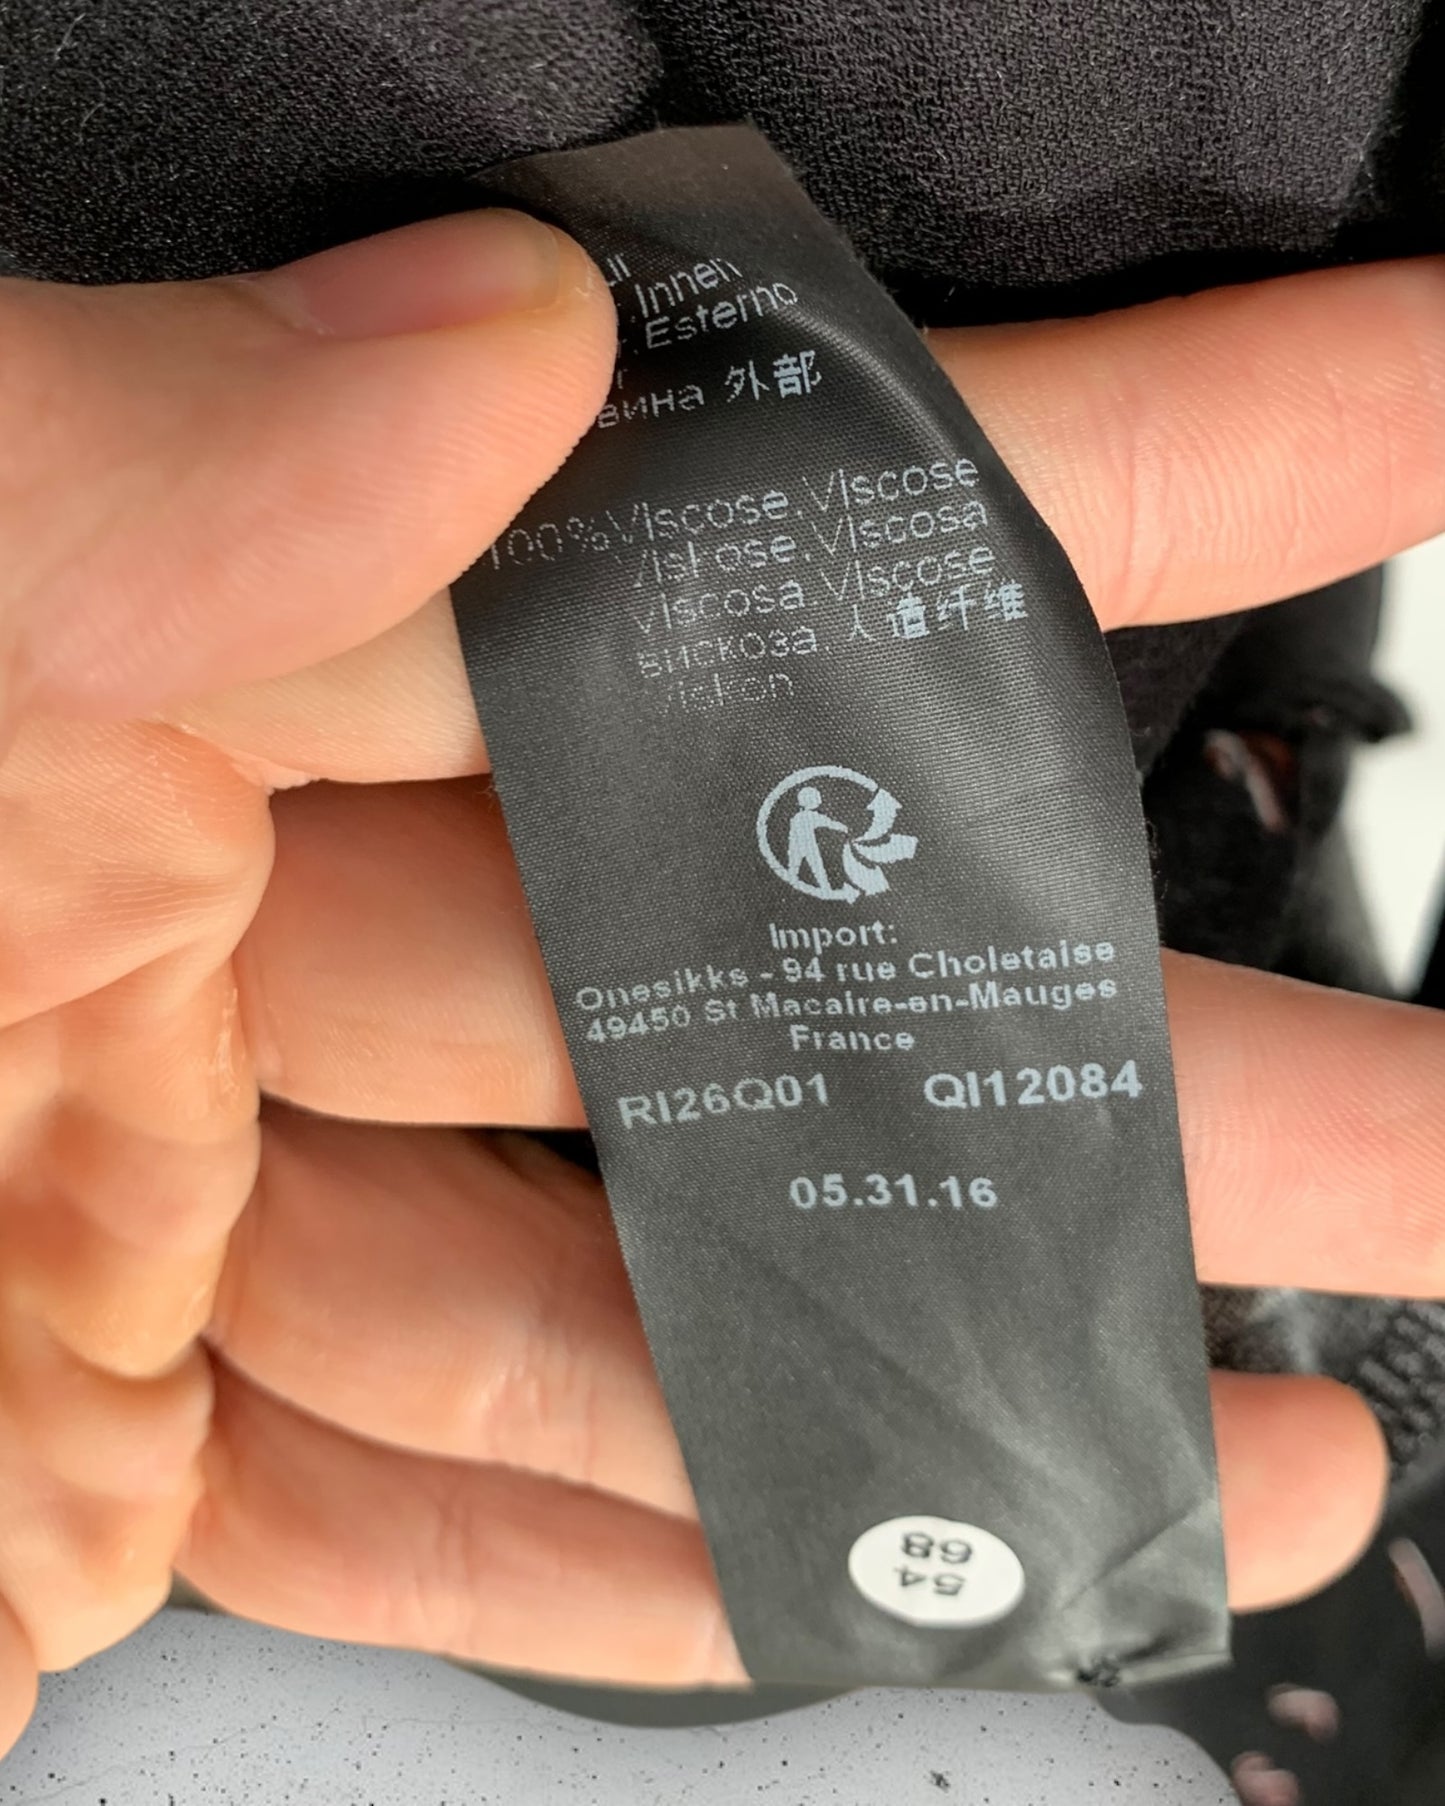 Innen
Esterno
外部
100%Viscose.Viscose
Viskose.Viscosa
viscosa.Viscose
вискоза.人造纤维
viskon
Import:
Onesikks - 94 rue Choletaise
49450 St Macaire-en-Mauges
France
RI26Q01 QI12084
05.31.16
54
68